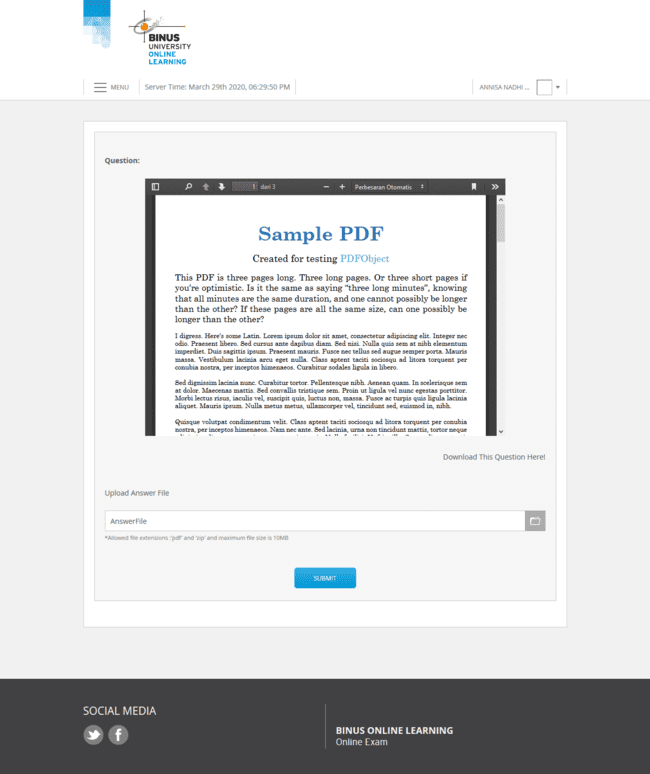 BINUS
UNIVERSITY
ONLINE
LEARNING
MENU
Server Time: March 29th 2020, 06:29:50 PM
ANNISA NADHI ...
Question:
1 dari 3
Perbesaran Otomatis
Sample PDF
Created for testing PDFObject
This PDF is three pages long. Three long pages. Or three short pages if
you're optimistic. Is it the same as saying "three long minutes", knowing
that all minutes are the same duration, and one cannot possibly be longer
than the other? If these pages are all the same size, can one possibly be
longer than the other?
I digress. Here's some Latin. Lorem ipsum dolor sit amet, consectetur adipiscing elit. Integer nec
odio. Praesent libero. Sed cursus ante dapibus diam. Sed nisi. Nulla quis sem at nibh elementum
imperdiet. Duis sagittis ipsum. Praesent mauris. Fusce nec tellus sed augue semper porta. Mauris
massa. Vestibulum lacinia arcu eget nulla. Class aptent taciti sociosqu ad litora torquent per
conubia nostra, per inceptos himenaeos. Curabitur sodales ligula in libero.
Sed dignissim lacinia nunc. Curabitur tortor. Pellentesque nibh. Aenean quam. In scelerisque sem
at dolor. Maecenas mattis. Sed convallis tristique sem. Proin ut ligula vel nunc egestas porttitor.
Morbi lectus risus, iaculis vel, suscipit quis, luctus non, massa. Fusce ac turpis quis ligula lacinia
aliquet. Mauris ipsum. Nulla metus metus, ullamcorper vel, tincidunt sed, euismod in, nibh.
Quisque volutpat condimentum velit. Class aptent taciti sociosqu ad litora torquent per conubia
nostra, per inceptos himenaeos. Nam nec ante. Sed lacinia, urna non tincidunt mattis, tortor neque
Download This Question Here!
Upload Answer File
AnswerFile
*Allowed file extensions :'pdf' and 'zip' and maximum file size is 10MB
SUBMIT
SOCIAL MEDIA
BINUS ONLINE LEARNING
Online Exam